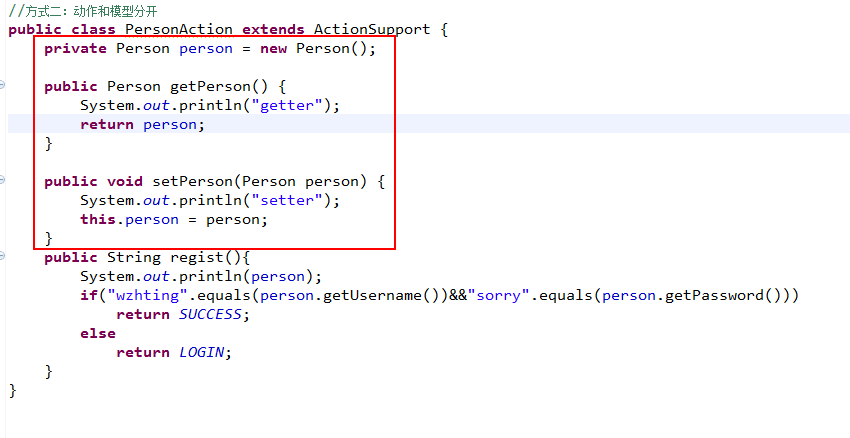 //方式二：动作和模型分开
public class PersonAction extends ActionSupport {
    private Person person = new Person();
    public Person getPerson() {
        System.out.println("getter");
        return person;
    }
    public void setPerson(Person person) {
        System.out.println("setter");
        this.person = person;
    }
    public String regist(){
        System.out.println(person);
        if("wzhting".equals(person.getUsername())&&"sorry".equals(person.getPassword()))
            return SUCCESS;
        else
            return LOGIN;
    }
}